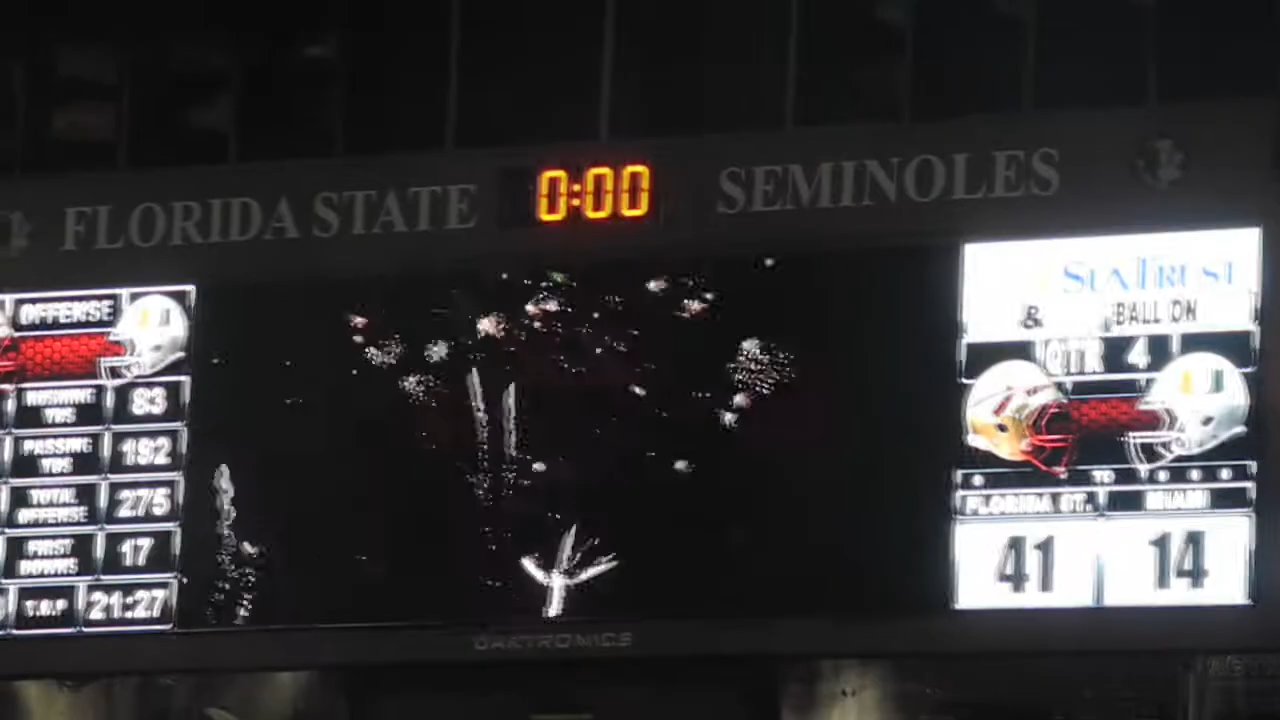 FLORIDA STATE 0:00 SEMINOLES
OFFENSE
RUSHING YDS 83
PASSING YDS 192
TOTAL OFFENSE 275
FIRST DOWNS 17
T.O.P 21:27
SUNTRUST
& BALL ON
QTR 4
TO
FLORIDA ST. MIAMI
41 14
DAKTRONICS